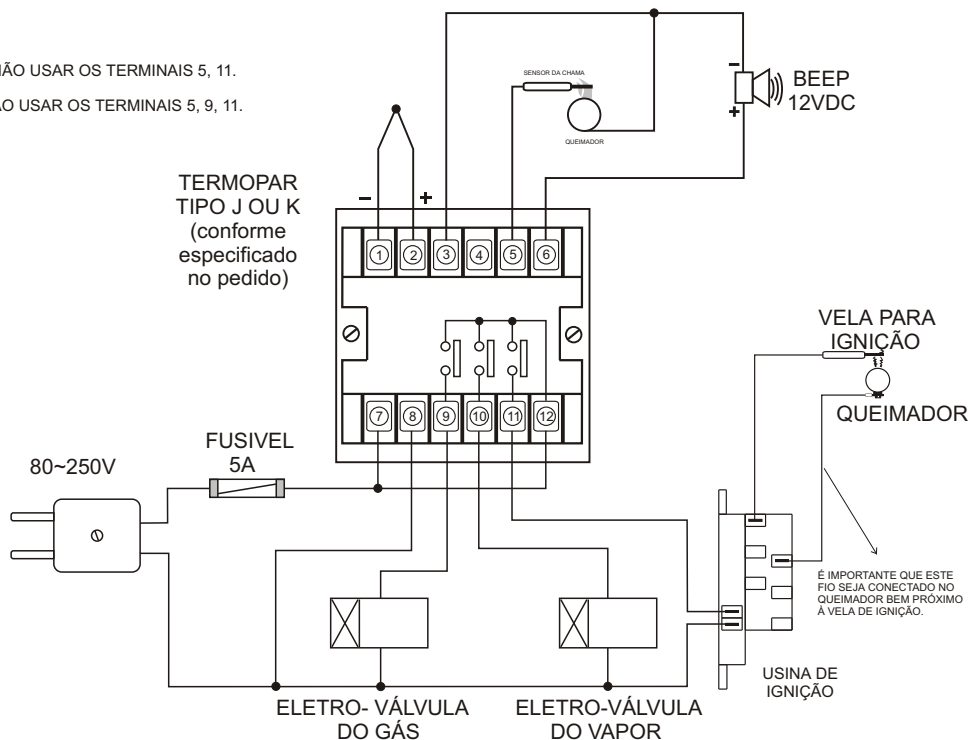 ÃO USAR OS TERMINAIS 5, 11.
O USAR OS TERMINAIS 5, 9, 11.
SENSOR DA CHAMA
QUEIMADOR
-
+
BEEP
12VDC
TERMOPAR
TIPO J OU K
(conforme
especificado
no pedido)
- +
1 2 3 4 5 6
7 8 9 10 11 12
VELA PARA
IGNIÇÃO
QUEIMADOR
FUSIVEL
5A
80~250V
É IMPORTANTE QUE ESTE
FIO SEJA CONECTADO NO
QUEIMADOR BEM PRÓXIMO
À VELA DE IGNIÇÃO.
USINA DE
IGNIÇÃO
ELETRO- VÁLVULA
DO GÁS
ELETRO-VÁLVULA
DO VAPOR